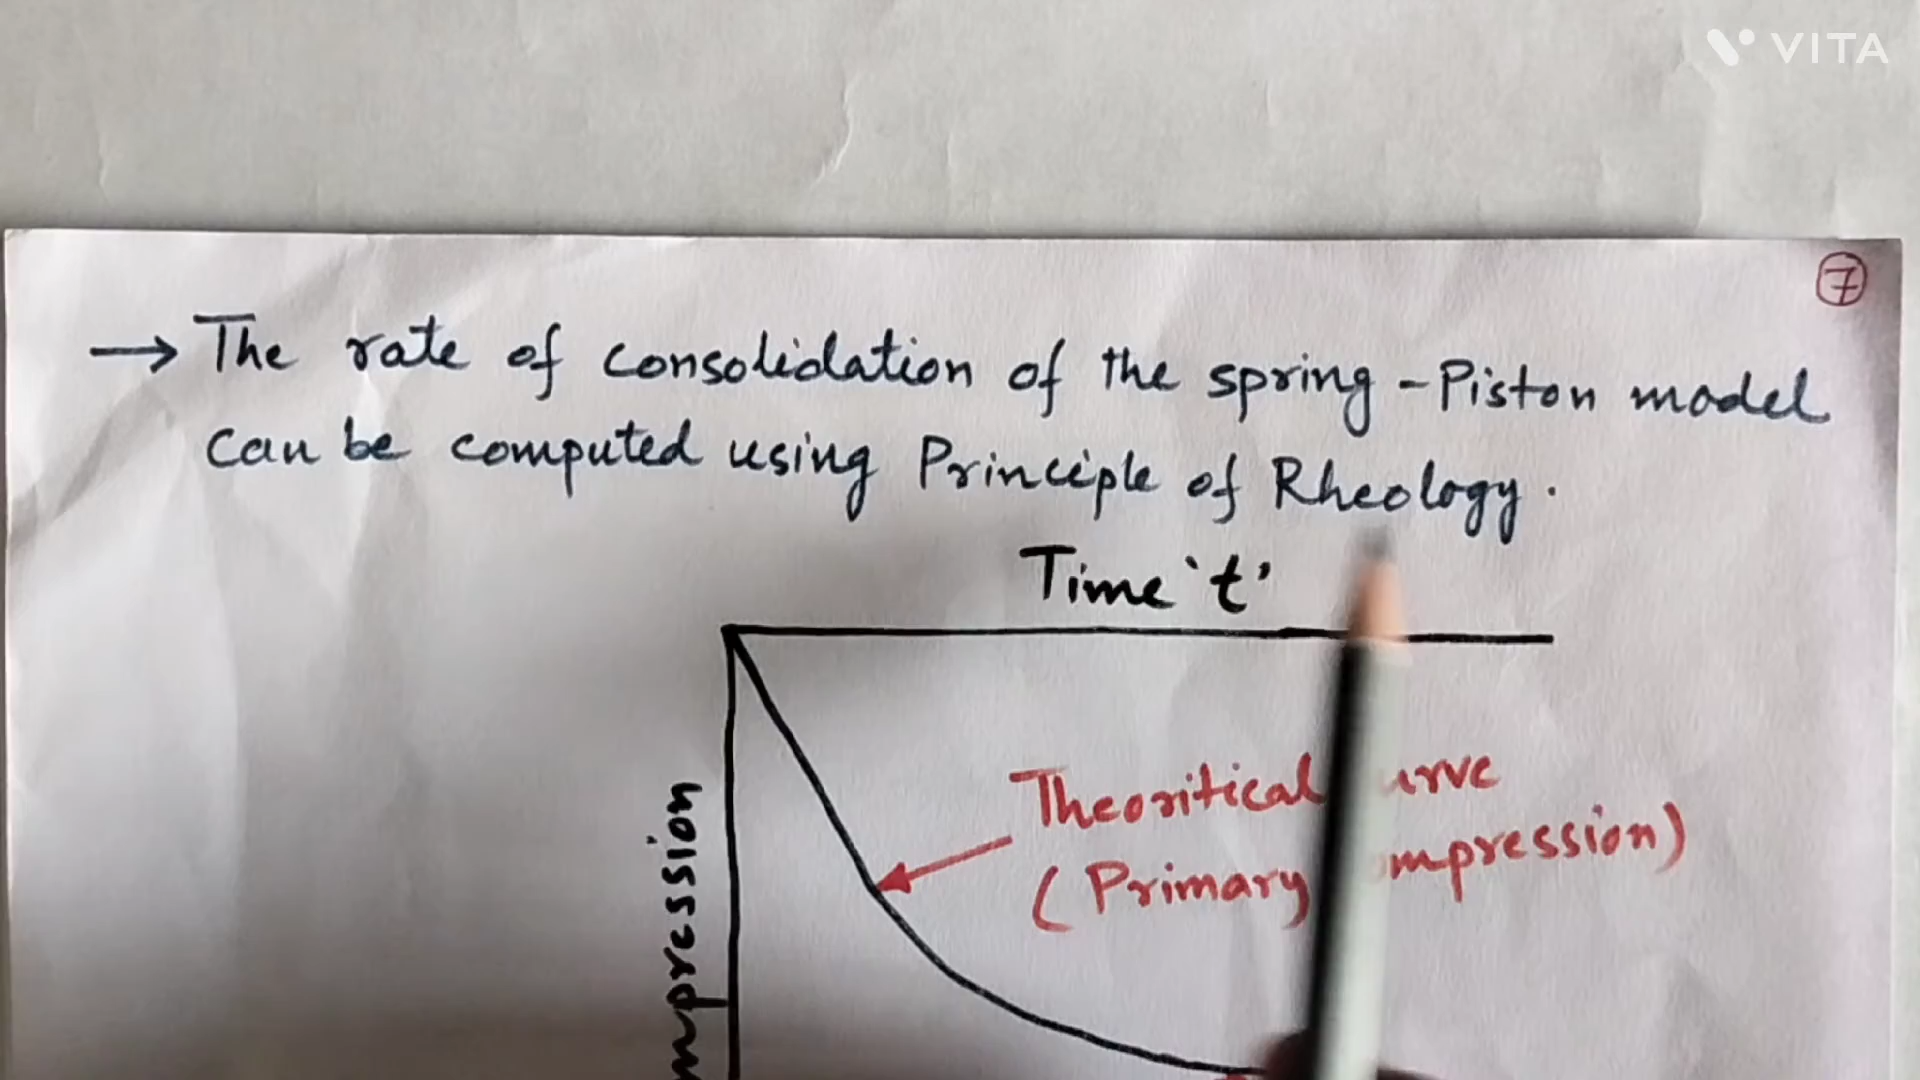 VITA
7
→ The rate of consolidation of the spring-Piston model
can be computed using Principle of Rheology.
Time 't'
Theoritical
(Primary